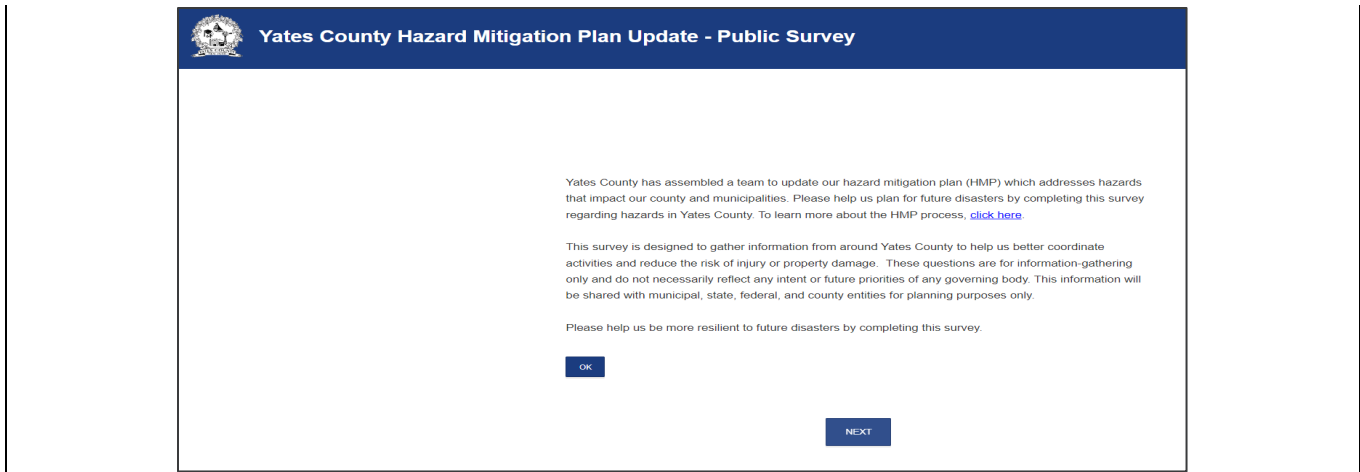 Yates County Hazard Mitigation Plan Update - Public Survey
Yates County has assembled a team to update our hazard mitigation plan (HMP) which addresses hazards
that impact our county and municipalities. Please help us plan for future disasters by completing this survey
regarding hazards in Yates County. To learn more about the HMP process, click here.
This survey is designed to gather information from around Yates County to help us better coordinate
activities and reduce the risk of injury or property damage.  These questions are for information-gathering
only and do not necessarily reflect any intent or future priorities of any governing body. This information will
be shared with municipal, state, federal, and county entities for planning purposes only.
Please help us be more resilient to future disasters by completing this survey.
OK
NEXT